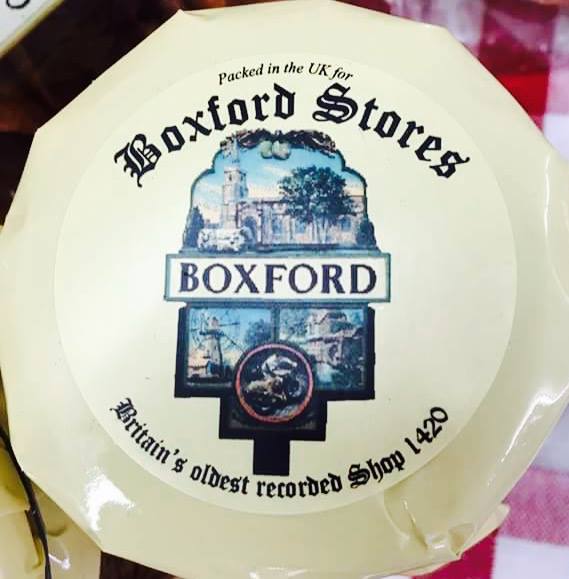 Packed in the UK for
Boxford Stores
BOXFORD
Britain's oldest recorded Shop 1420